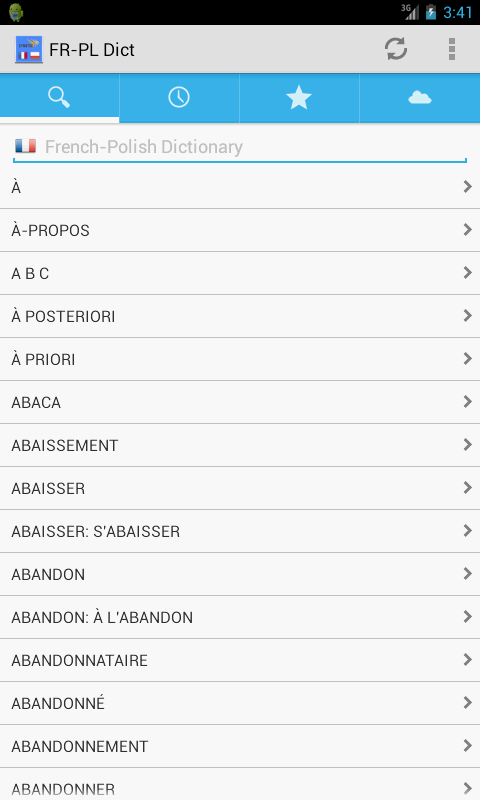 3G
3:41
FR-PL Dict
French-Polish Dictionary
À
À-PROPOS
A B C
À POSTERIORI
À PRIORI
ABACA
ABAISSEMENT
ABAISSER
ABAISSER: S'ABAISSER
ABANDON
ABANDON: À L'ABANDON
ABANDONNATAIRE
ABANDONNÉ
ABANDONNEMENT
ABANDONNER